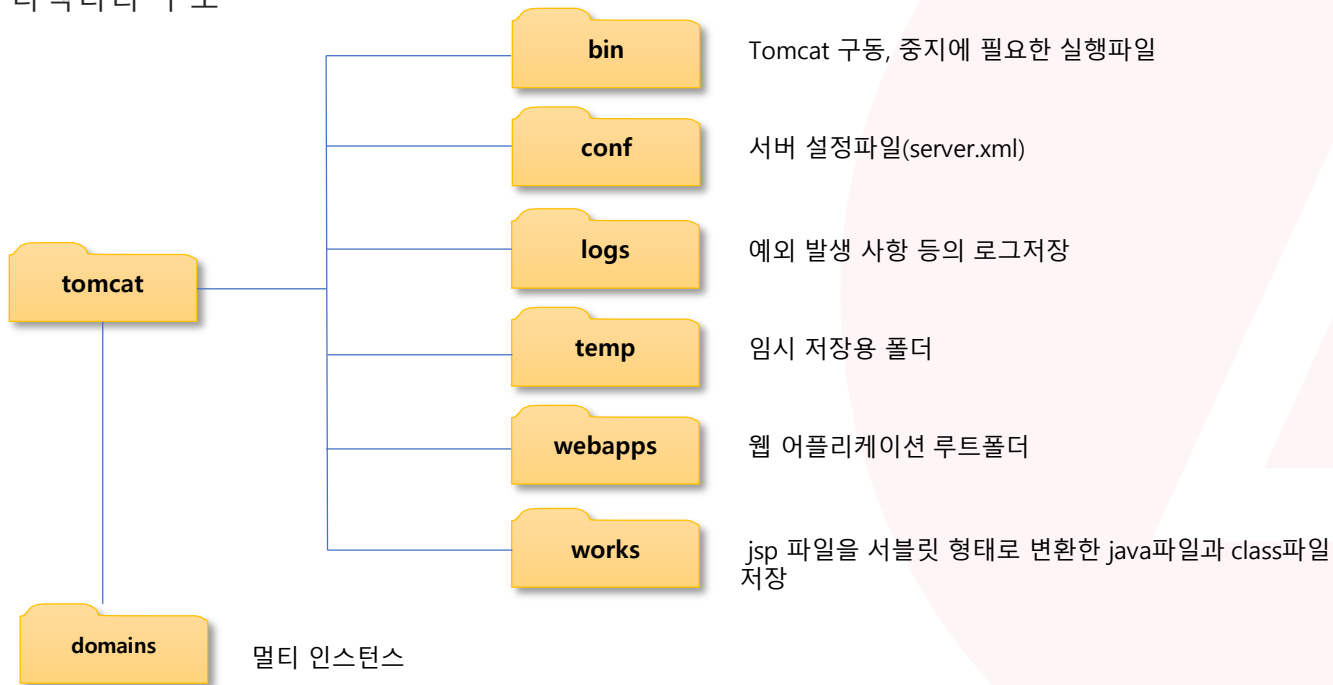 bin
Tomcat 구동, 중지에 필요한 실행파일
conf
서버 설정파일(server.xml)
logs
예외 발생 사항 등의 로그저장
tomcat
temp
임시 저장용 폴더
webapps
웹 어플리케이션 루트폴더
works
jsp 파일을 서블릿 형태로 변환한 java파일과 class파일
저장
domains
멀티 인스턴스